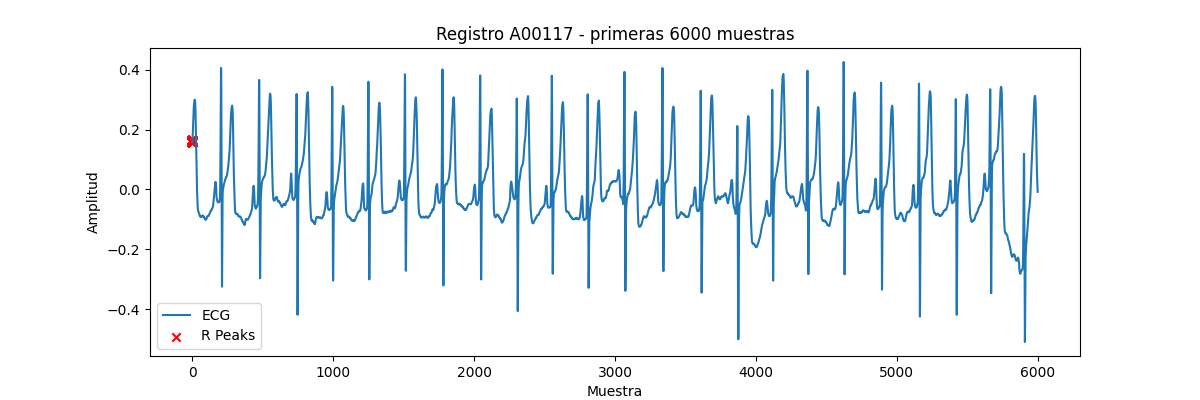 Registro A00117 - primeras 6000 muestras
Amplitud
0.4
0.2
0.0
−0.2
−0.4
ECG
R Peaks
0 1000 2000 3000 4000 5000 6000
Muestra